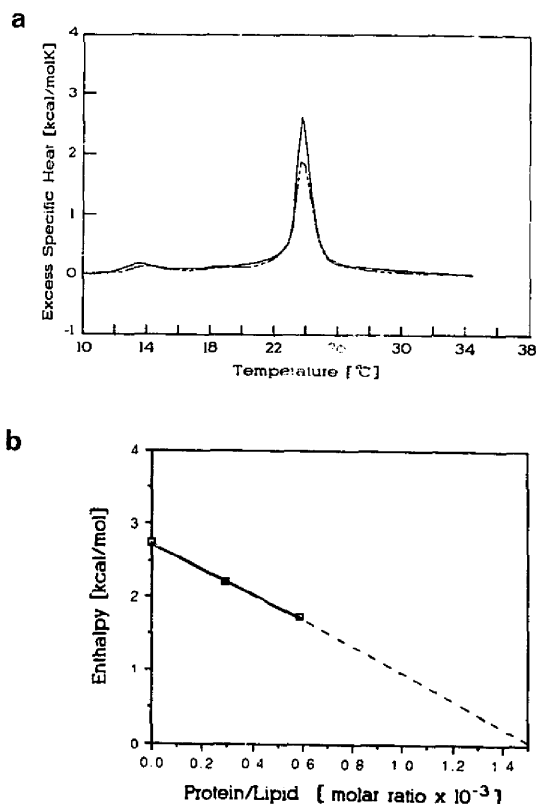 a
Excess Specific Heat [kcal/molK]
4
3
2
1
0
-1
10 14 18 22 26 30 34 38
Temperature [℃]
b
Enthalpy [kcal/mol]
4
3
2
1
0
0.0 0.2 0.4 0.6 0.8 1.0 1.2 1.4
Protein/Lipid [ molar ratio x 10⁻³ ]